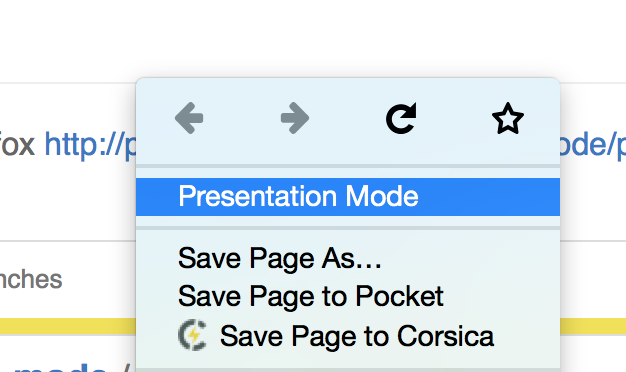 fox http://p
ode/p
Presentation Mode
nches
Save Page As...
Save Page to Pocket
Save Page to Corsica
mode /